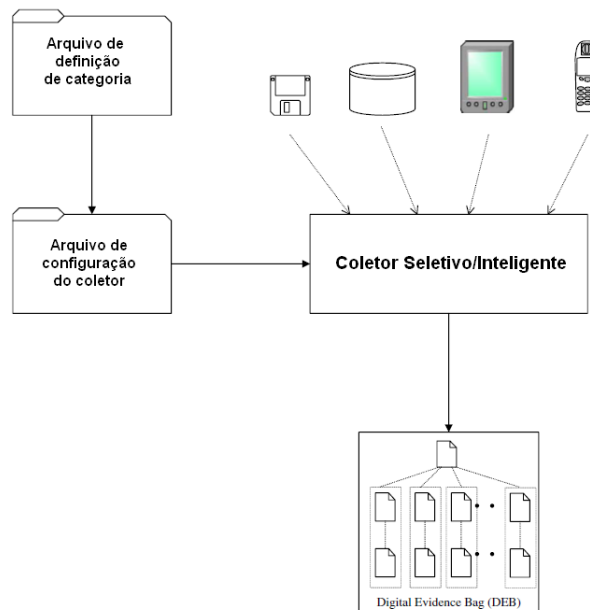 Arquivo de
definição
de categoria
Arquivo de
configuração
do coletor
Coletor Seletivo/Inteligente
Digital Evidence Bag (DEB)